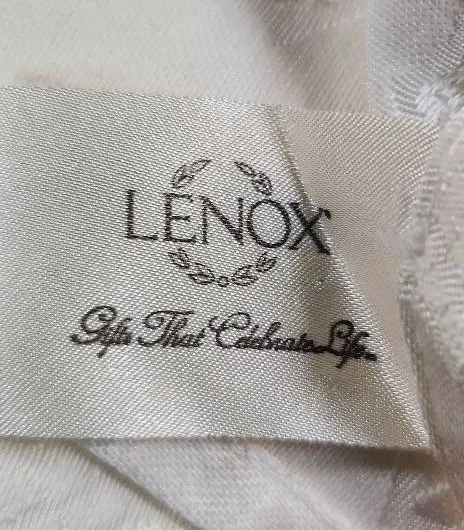 LENOX
Gifts That Celebrate Life